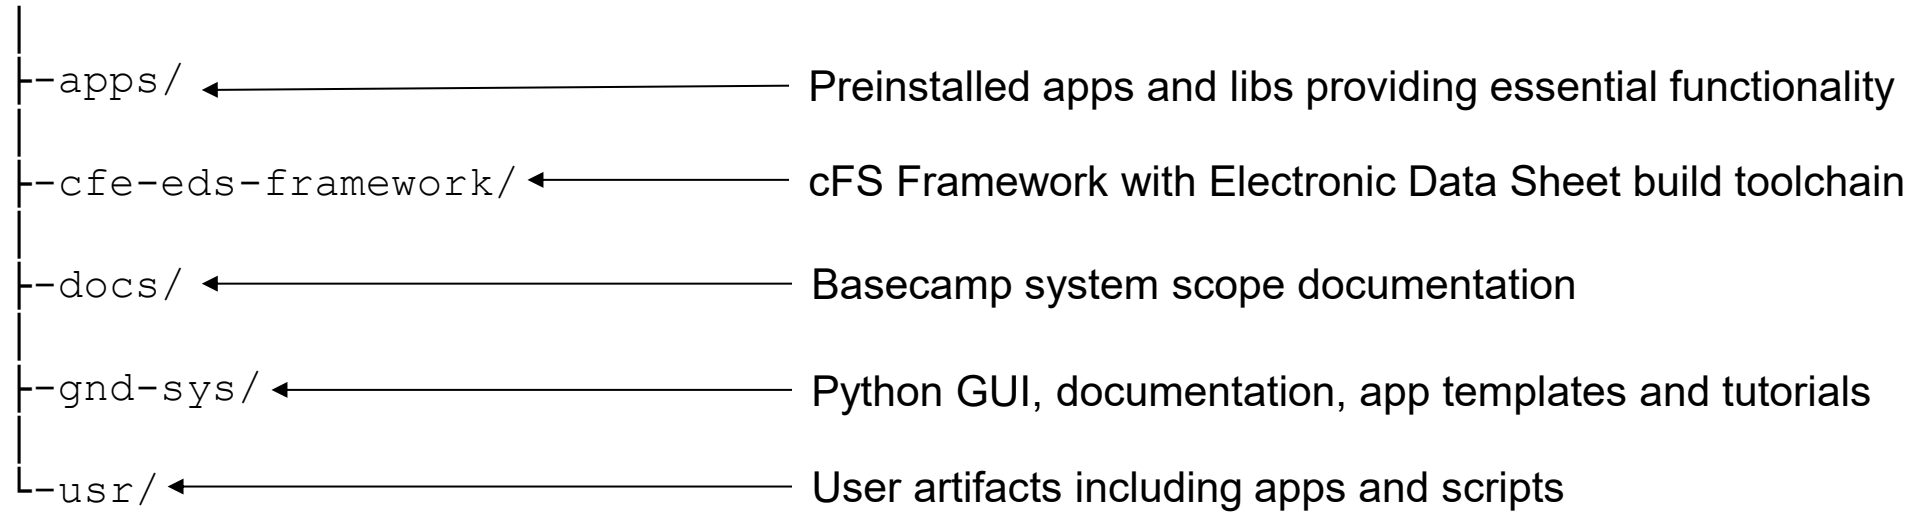 apps/ Preinstalled apps and libs providing essential functionality
cfe-eds-framework/ cFS Framework with Electronic Data Sheet build toolchain
docs/ Basecamp system scope documentation
gnd-sys/ Python GUI, documentation, app templates and tutorials
usr/ User artifacts including apps and scripts